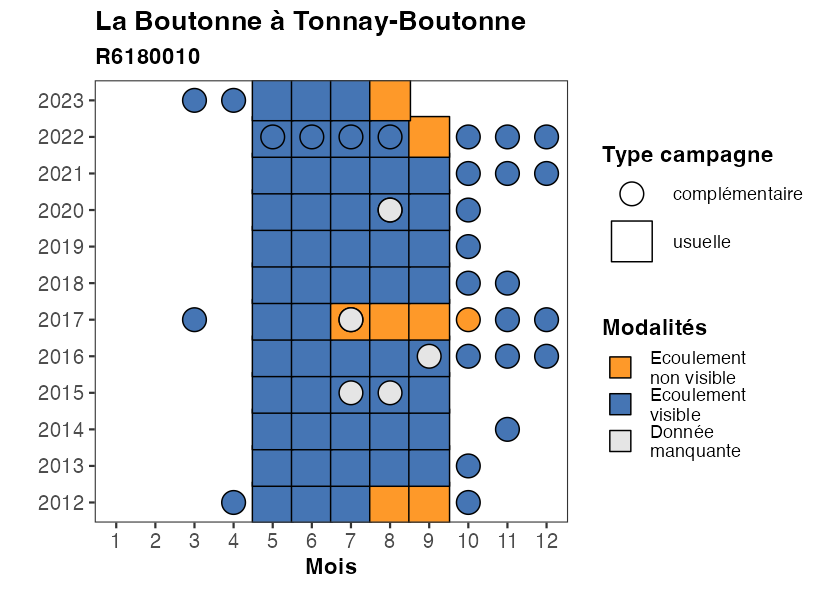 La Boutonne à Tonnay-Boutonne
R6180010
2023
2022
2021
2020
2019
2018
2017
2016
2015
2014
2013
2012
1 2 3 4 5 6 7 8 9 10 11 12
Mois
Type campagne
complémentaire
usuelle
Modalités
Ecoulement
non visible
Ecoulement
visible
Donnée
manquante